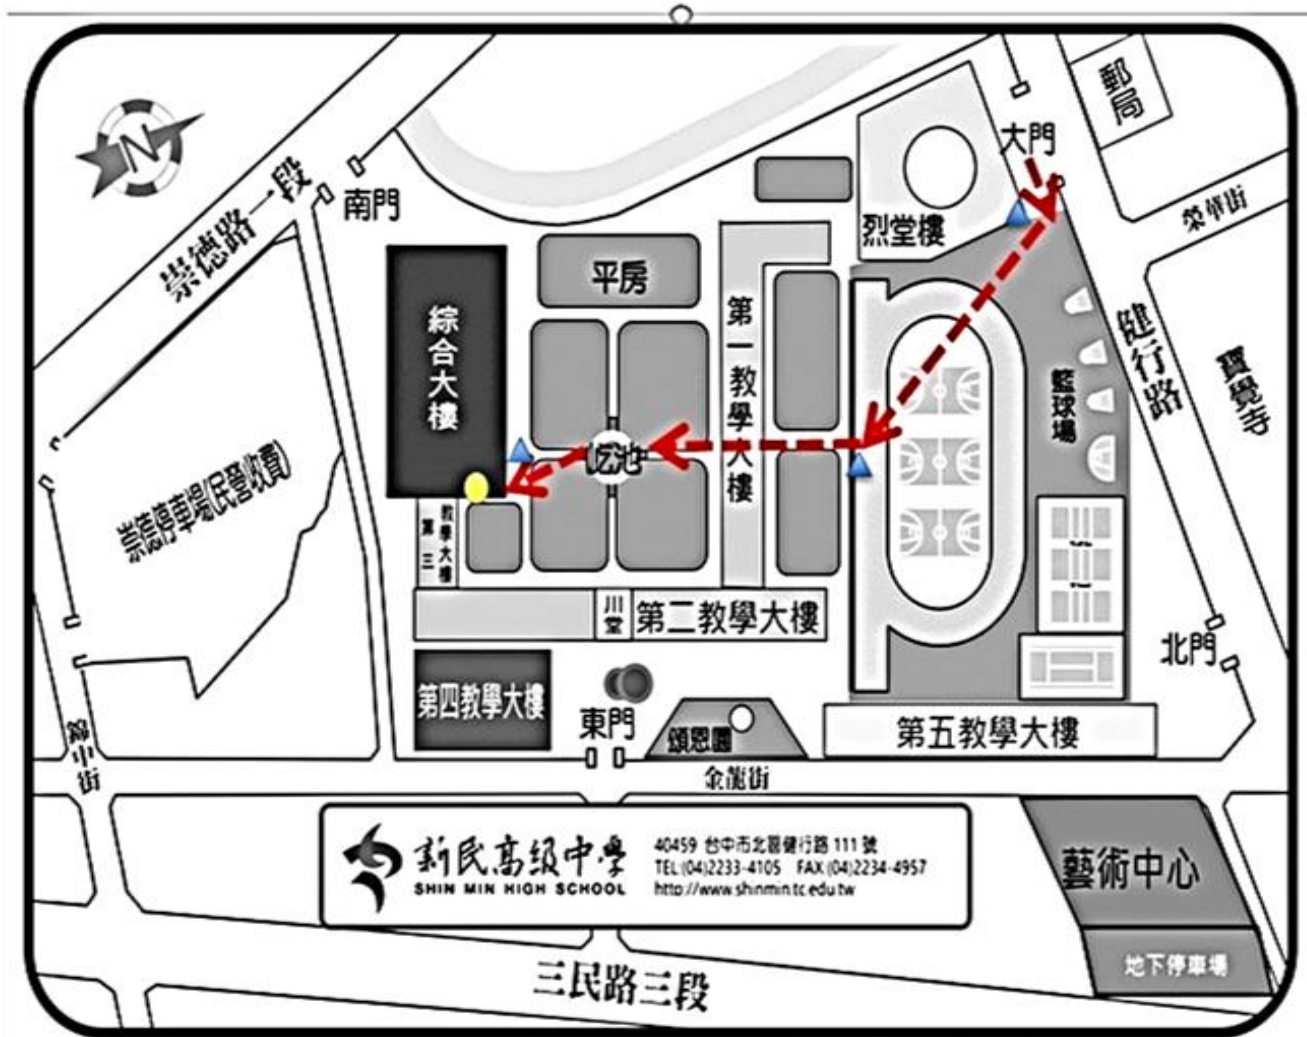 N
郵局
大門
榮華街
南門
崇德路一段
烈堂樓
平房
綜合大樓
第一教學大樓
健行路
籃球場
寶覺寺
崇德停車場(民營收費)
第三
教學大樓
川堂
第二教學大樓
北門
第四教學大樓
東門
頌恩園
第五教學大樓
錦中街
金龍街
新民高級中學
SHIN MIN HIGH SCHOOL
40459 台中市北區健行路 111 號
TEL:(04)2233-4105 FAX:(04)2234-4957
http://www.shinmin.tc.edu.tw
藝術中心
地下停車場
三民路三段